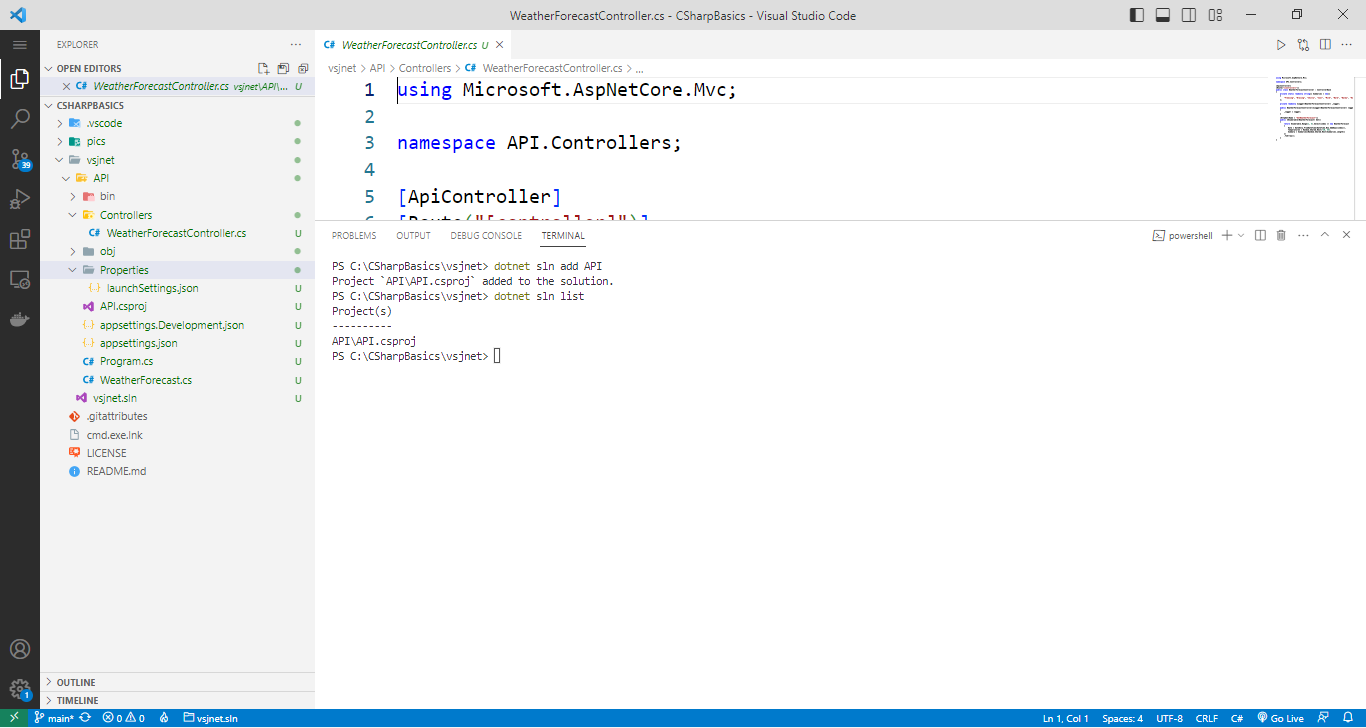 WeatherForecastController.cs - CSharpBasics - Visual Studio Code
EXPLORER
OPEN EDITORS
WeatherForecastController.cs vsjnet\API\... U
CSHARPBASICS
.vscode
pics
vsjnet
API
bin
Controllers
C# WeatherForecastController.cs U
obj
Properties
{..} launchSettings.json U
API.csproj U
{..} appsettings.Development.json U
{..} appsettings.json U
C# Program.cs U
C# WeatherForecast.cs U
vsjnet.sln U
.gitattributes
cmd.exe.lnk
LICENSE
README.md
OUTLINE
TIMELINE
39
1
C# WeatherForecastController.cs U
vsjnet > API > Controllers > C# WeatherForecastController.cs > ...
1 using Microsoft.AspNetCore.Mvc;
2
3 namespace API.Controllers;
4
5 [ApiController]
6 [Route("[controller]")]
PROBLEMS OUTPUT DEBUG CONSOLE TERMINAL
powershell
PS C:\CSharpBasics\vsjnet> dotnet sln add API
Project `API\API.csproj` added to the solution.
PS C:\CSharpBasics\vsjnet> dotnet sln list
Project(s)
----------
API\API.csproj
PS C:\CSharpBasics\vsjnet>
main* 0 0 vsjnet.sln
Ln 1, Col 1 Spaces: 4 UTF-8 CRLF C# Go Live